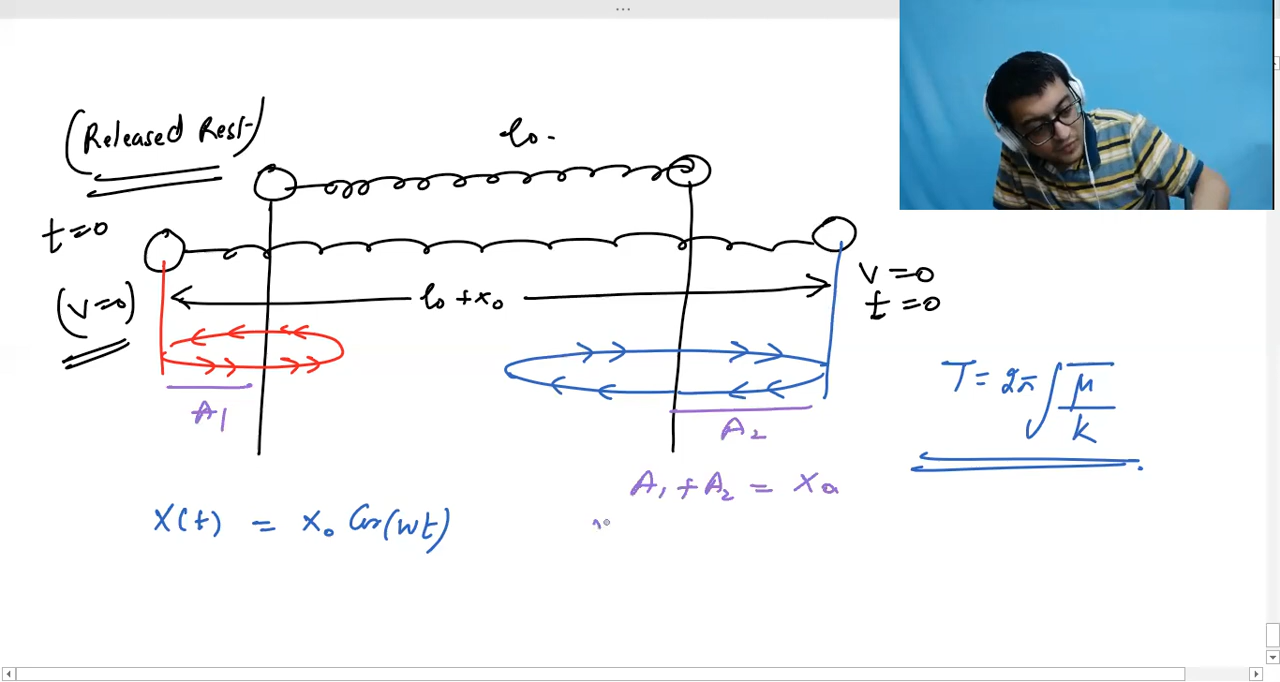 (Released Rest)
l₀.
t=0
(v=0)
l₀+x₀
v=0
t=0
A₁
A₂
T = 2π√(μ/k)
A₁ + A₂ = x₀
x(t) = x₀ Cos(ωt)